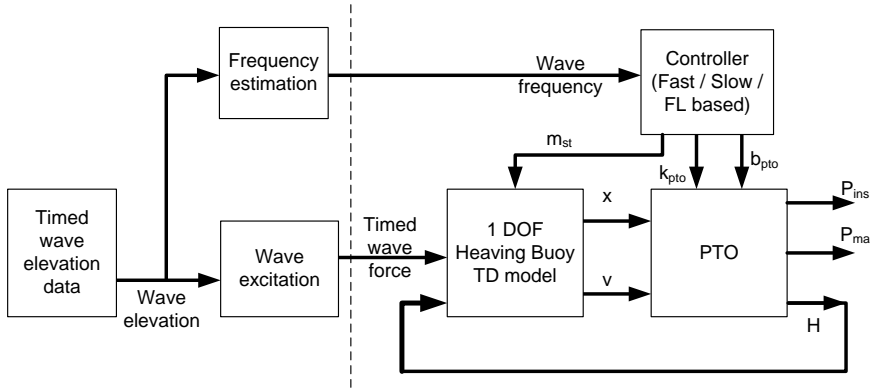 Frequency
estimation
Wave
frequency
Controller
(Fast / Slow /
FL based)
m_st
k_pto
b_pto
Timed
wave
elevation
data
Wave
elevation
Wave
excitation
Timed
wave
force
1 DOF
Heaving Buoy
TD model
x
v
PTO
P_ins
P_ma
H